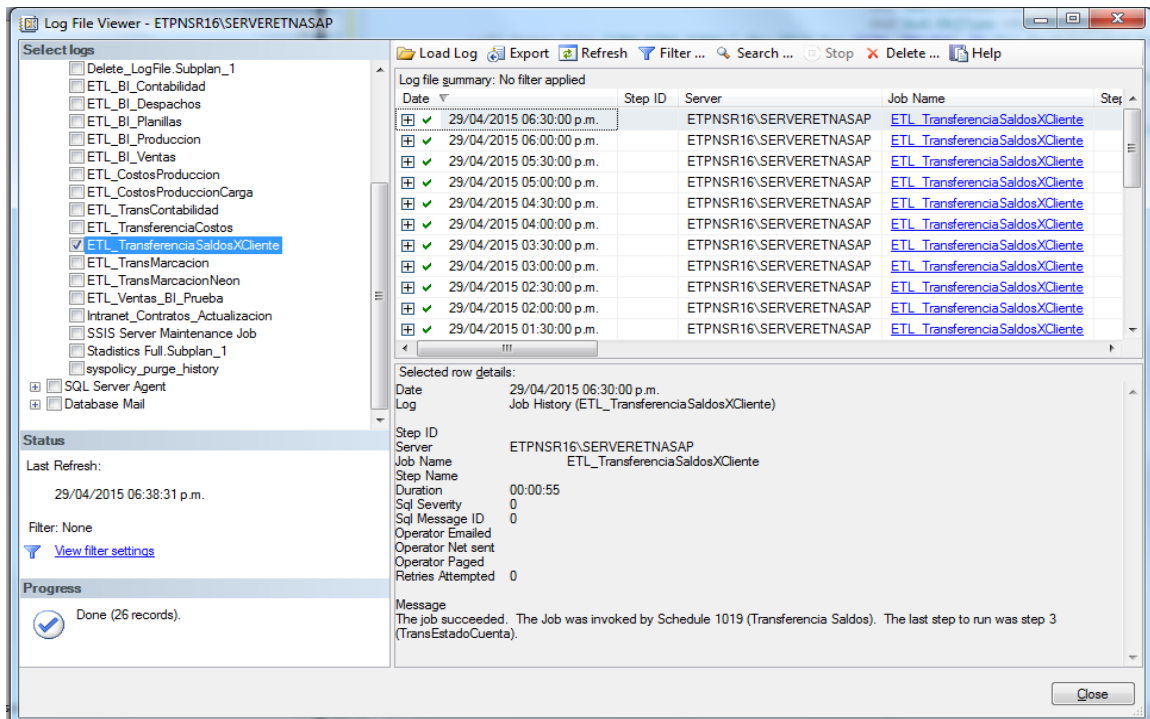 Log File Viewer - ETPNSR16\SERVERETNASAP
Select logs
Delete_LogFile.Subplan_1
ETL_BI_Contabilidad
ETL_BI_Despachos
ETL_BI_Planillas
ETL_BI_Produccion
ETL_BI_Ventas
ETL_CostosProduccion
ETL_CostosProduccionCarga
ETL_TransContabilidad
ETL_TransferenciaCostos
ETL_TransferenciaSaldosXCliente
ETL_TransMarcacion
ETL_TransMarcacionNeon
ETL_Ventas_BI_Prueba
Intranet_Contratos_Actualizacion
SSIS Server Maintenance Job
Stadistics Full.Subplan_1
syspolicy_purge_history
SQL Server Agent
Database Mail
Status
Last Refresh:
29/04/2015 06:38:31 p.m.
Filter: None
View filter settings
Progress
Done (26 records).
Load Log Export Refresh Filter ... Search ... Stop Delete ... Help
Log file summary: No filter applied
Date Step ID Server Job Name Step
29/04/2015 06:30:00 p.m. ETPNSR16\SERVERETNASAP ETL_TransferenciaSaldosXCliente
29/04/2015 06:00:00 p.m. ETPNSR16\SERVERETNASAP ETL_TransferenciaSaldosXCliente
29/04/2015 05:30:00 p.m. ETPNSR16\SERVERETNASAP ETL_TransferenciaSaldosXCliente
29/04/2015 05:00:00 p.m. ETPNSR16\SERVERETNASAP ETL_TransferenciaSaldosXCliente
29/04/2015 04:30:00 p.m. ETPNSR16\SERVERETNASAP ETL_TransferenciaSaldosXCliente
29/04/2015 04:00:00 p.m. ETPNSR16\SERVERETNASAP ETL_TransferenciaSaldosXCliente
29/04/2015 03:30:00 p.m. ETPNSR16\SERVERETNASAP ETL_TransferenciaSaldosXCliente
29/04/2015 03:00:00 p.m. ETPNSR16\SERVERETNASAP ETL_TransferenciaSaldosXCliente
29/04/2015 02:30:00 p.m. ETPNSR16\SERVERETNASAP ETL_TransferenciaSaldosXCliente
29/04/2015 02:00:00 p.m. ETPNSR16\SERVERETNASAP ETL_TransferenciaSaldosXCliente
29/04/2015 01:30:00 p.m. ETPNSR16\SERVERETNASAP ETL_TransferenciaSaldosXCliente
Selected row details:
Date 29/04/2015 06:30:00 p.m.
Log Job History (ETL_TransferenciaSaldosXCliente)
Step ID
Server ETPNSR16\SERVERETNASAP
Job Name ETL_TransferenciaSaldosXCliente
Step Name
Duration 00:00:55
Sql Severity 0
Sql Message ID 0
Operator Emailed
Operator Net sent
Operator Paged
Retries Attempted 0
Message
The job succeeded. The Job was invoked by Schedule 1019 (Transferencia Saldos). The last step to run was step 3
(TransEstadoCuenta).
Close